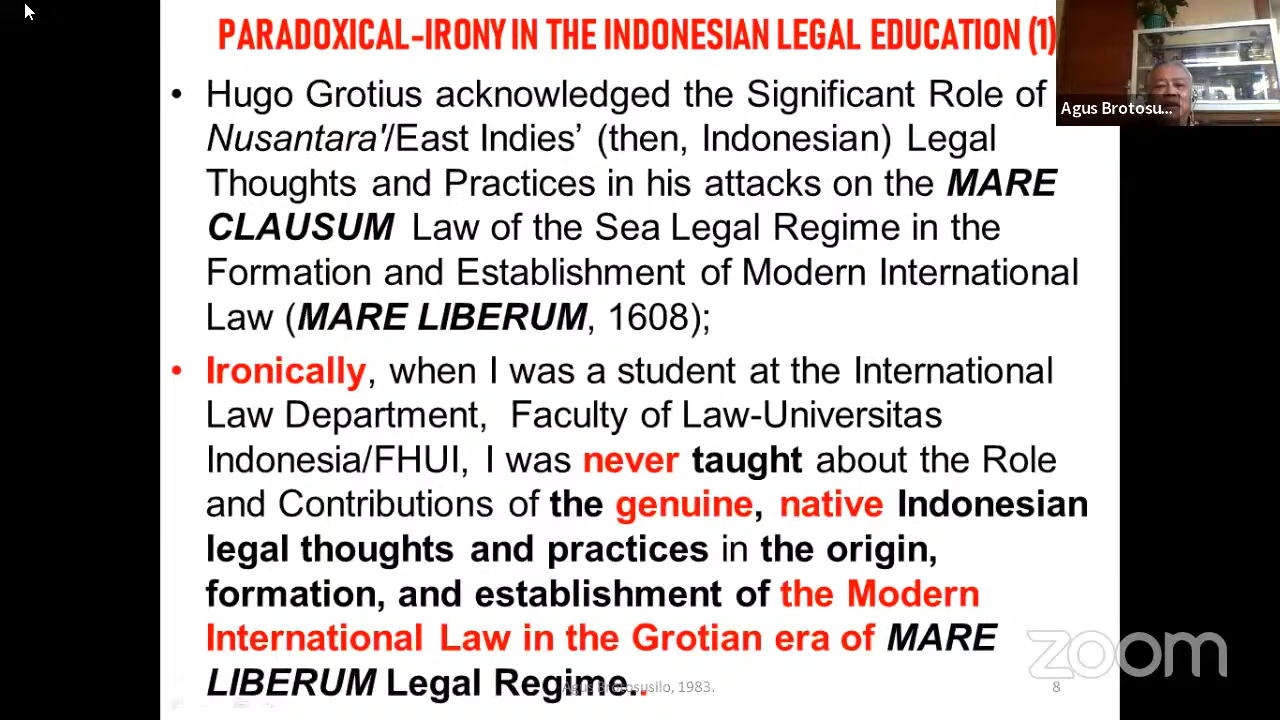 PARADOXICAL-IRONY IN THE INDONESIAN LEGAL EDUCATION (1)
Agus Brotosu...
• Hugo Grotius acknowledged the Significant Role of
Nusantara'/East Indies’ (then, Indonesian) Legal
Thoughts and Practices in his attacks on the MARE
CLAUSUM Law of the Sea Legal Regime in the
Formation and Establishment of Modern International
Law (MARE LIBERUM, 1608);
• Ironically, when I was a student at the International
Law Department, Faculty of Law-Universitas
Indonesia/FHUI, I was never taught about the Role
and Contributions of the genuine, native Indonesian
legal thoughts and practices in the origin,
formation, and establishment of the Modern
International Law in the Grotian era of MARE
LIBERUM Legal Regime..
Agus Brotosusilo, 1983.
8
zoom